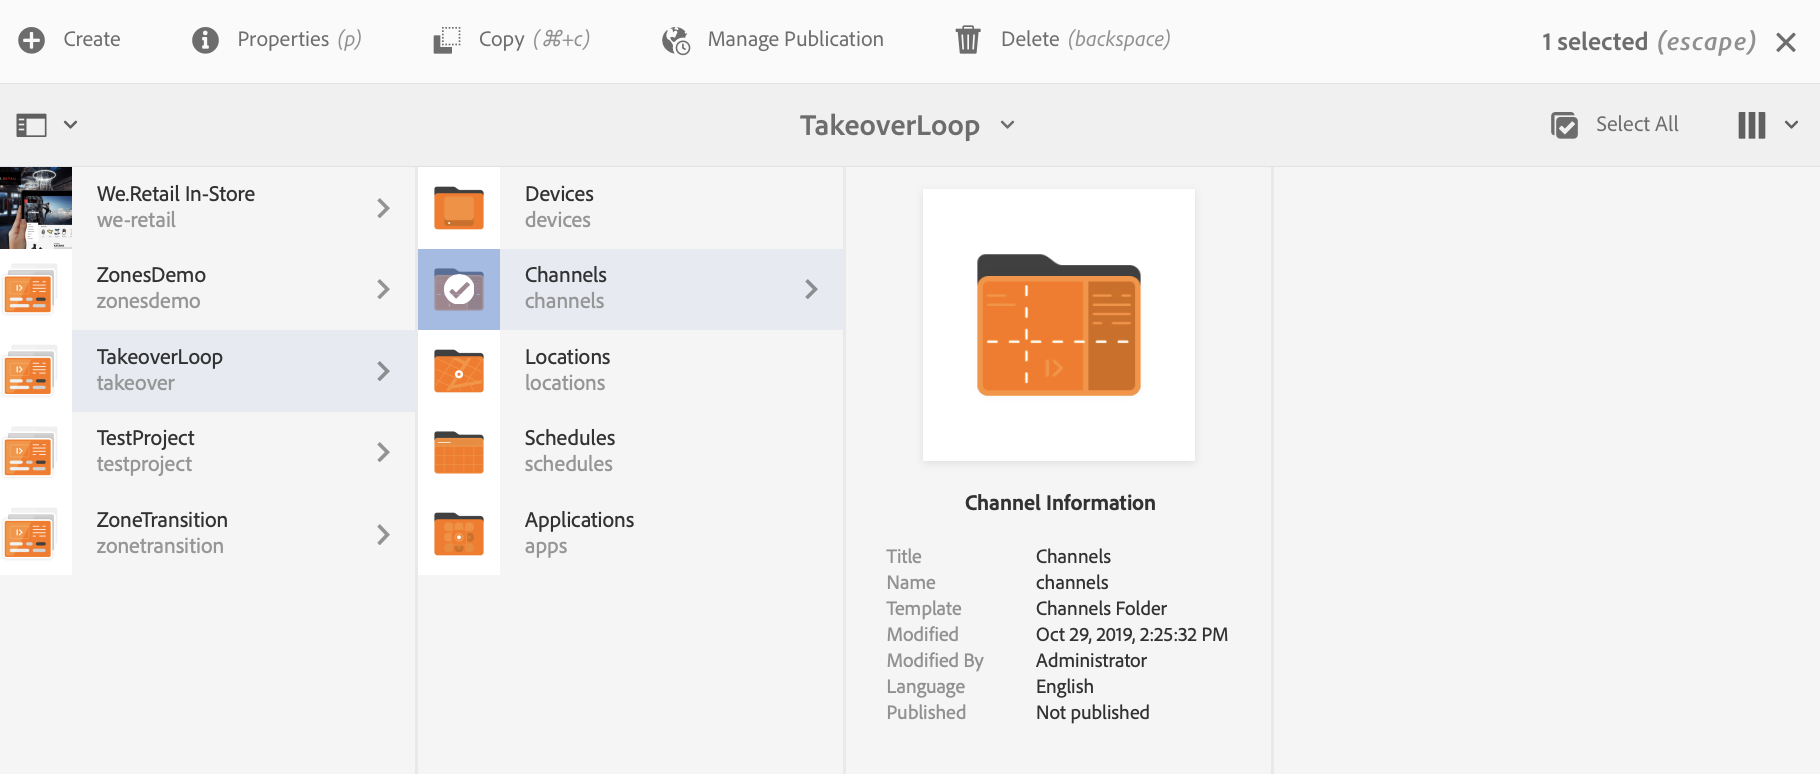 Create
Properties (p)
Copy (⌘+c)
Manage Publication
Delete (backspace)
1 selected (escape)
TakeoverLoop
Select All
We.Retail In-Store
we-retail
ZonesDemo
zonesdemo
TakeoverLoop
takeover
TestProject
testproject
ZoneTransition
zonetransition
Devices
devices
Channels
channels
Locations
locations
Schedules
schedules
Applications
apps
Channel Information
Title Channels
Name channels
Template Channels Folder
Modified Oct 29, 2019, 2:25:32 PM
Modified By Administrator
Language English
Published Not published